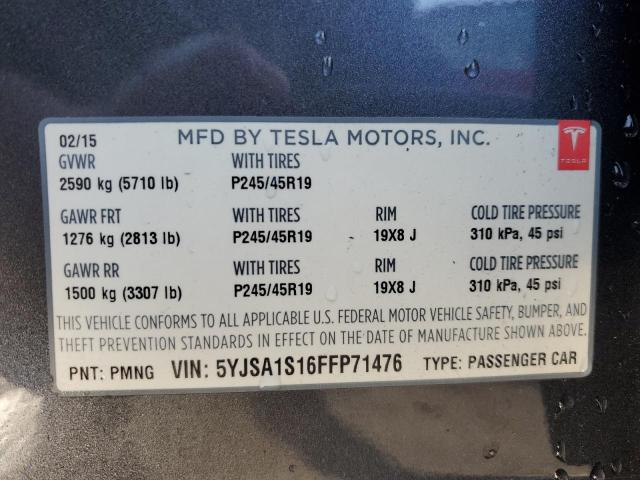 02/15 MFD BY TESLA MOTORS, INC.
TESLA
GVWR WITH TIRES
2590 kg (5710 lb) P245/45R19
GAWR FRT WITH TIRES RIM COLD TIRE PRESSURE
1276 kg (2813 lb) P245/45R19 19X8 J 310 kPa, 45 psi
GAWR RR WITH TIRES RIM COLD TIRE PRESSURE
1500 kg (3307 lb) P245/45R19 19X8 J 310 kPa, 45 psi
THIS VEHICLE CONFORMS TO ALL APPLICABLE U.S. FEDERAL MOTOR VEHICLE SAFETY, BUMPER, AND
THEFT PREVENTION STANDARDS IN EFFECT ON THE DATE OF MANUFACTURE SHOWN ABOVE.
PNT: PMNG VIN: 5YJSA1S16FFP71476 TYPE: PASSENGER CAR